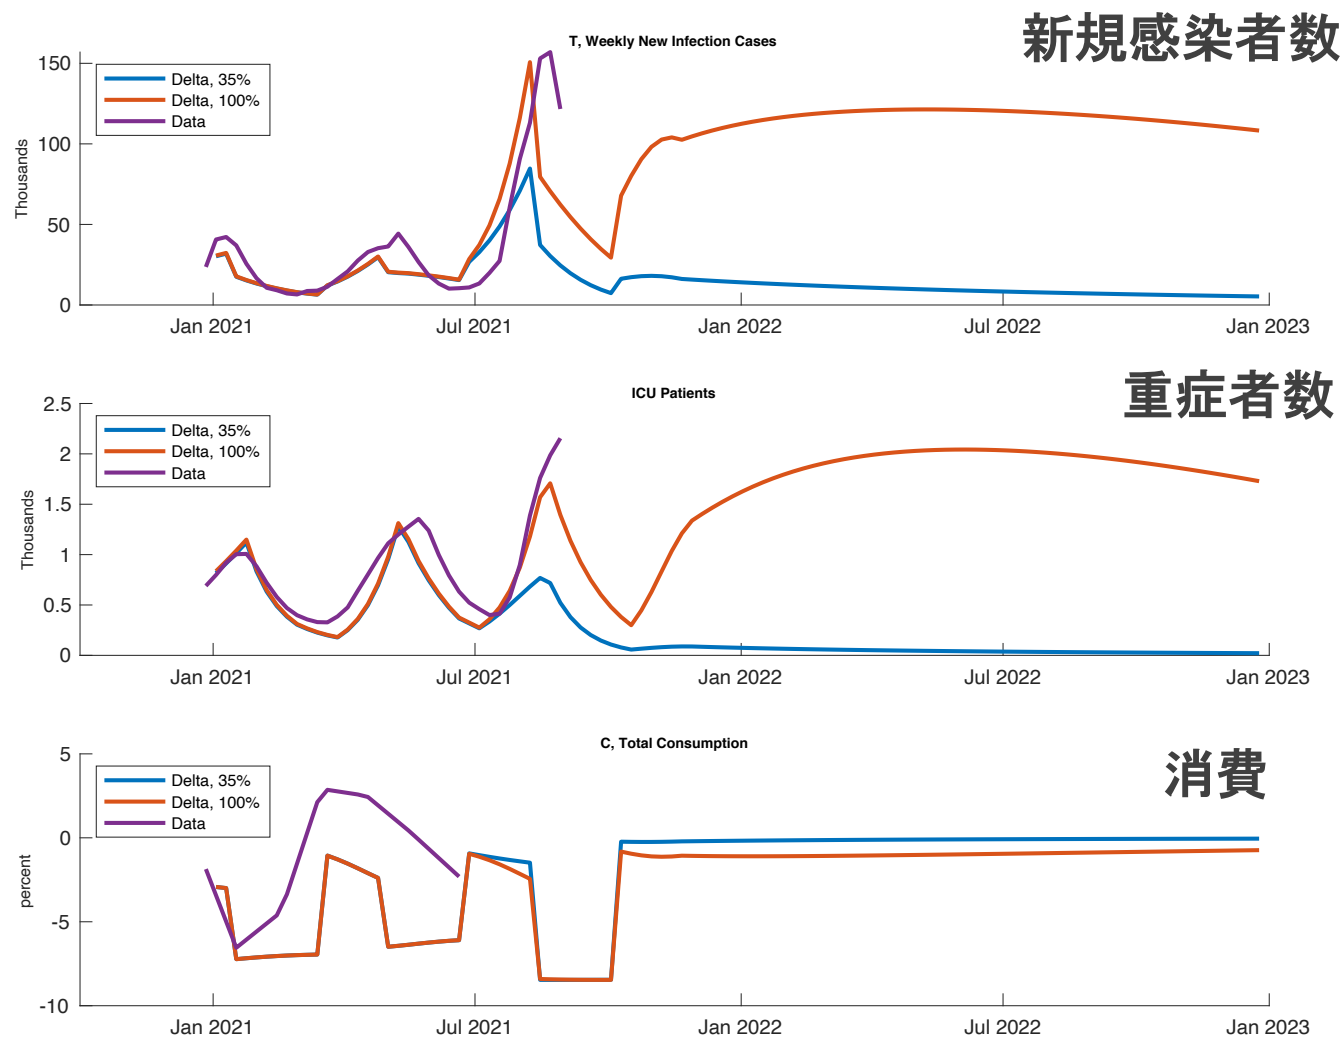 新規感染者数
T, Weekly New Infection Cases
Delta, 35%
Delta, 100%
Data
Thousands
150
100
50
0
Jan 2021 Jul 2021 Jan 2022 Jul 2022 Jan 2023
重症者数
ICU Patients
Delta, 35%
Delta, 100%
Data
Thousands
2.5
2
1.5
1
0.5
0
Jan 2021 Jul 2021 Jan 2022 Jul 2022 Jan 2023
消費
C, Total Consumption
Delta, 35%
Delta, 100%
Data
percent
5
0
-5
-10
Jan 2021 Jul 2021 Jan 2022 Jul 2022 Jan 2023